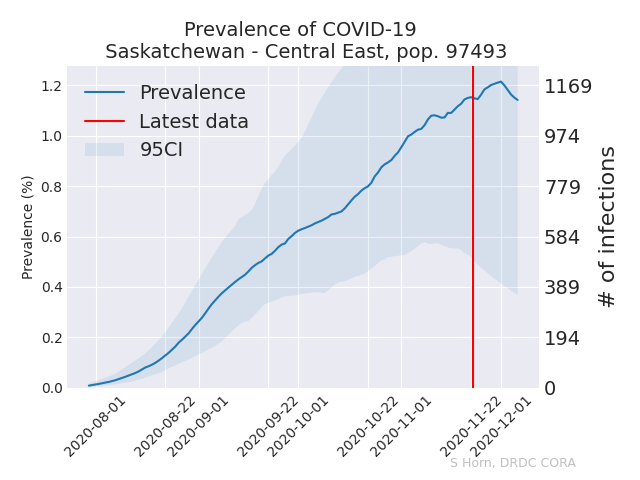 Prevalence of COVID-19
Saskatchewan - Central East, pop. 97493
Prevalence
Latest data
95CI
Prevalence (%)
1.2
1.0
0.8
0.6
0.4
0.2
0.0
1169
974
779
584
389
194
0
# of infections
2020-08-01
2020-08-22
2020-09-01
2020-09-22
2020-10-01
2020-10-22
2020-11-01
2020-11-22
2020-12-01
S Horn, DRDC CORA